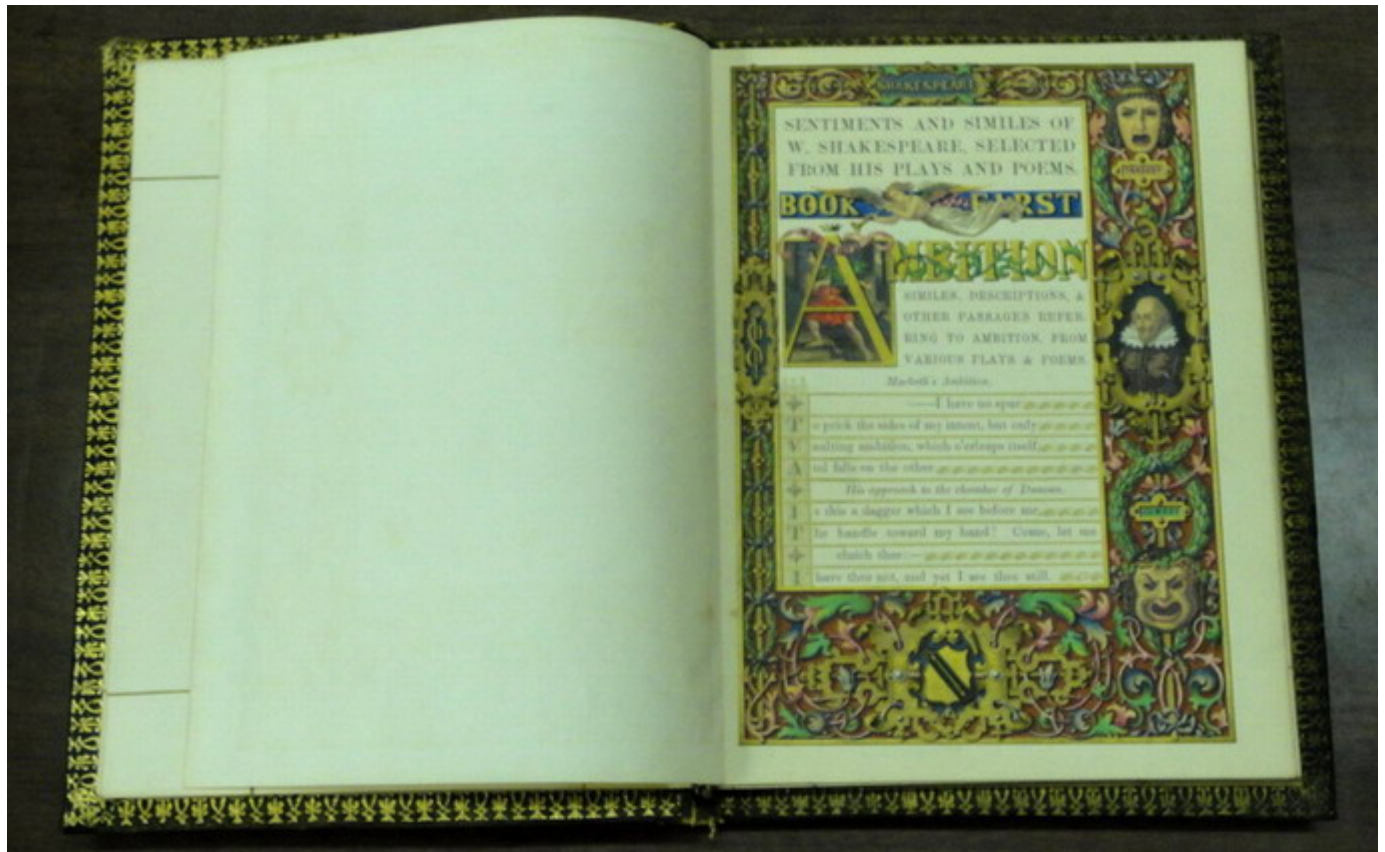 SHAKESPEARE
SENTIMENTS AND SIMILES OF
W. SHAKESPEARE, SELECTED
FROM HIS PLAYS AND POEMS.
TRAGEDY
BOOK FIRST
AMBITION
SIMILES, DESCRIPTIONS, &
OTHER PASSAGES REFER-
RING TO AMBITION, FROM
VARIOUS PLAYS & POEMS.
Macbeth's Ambition.
—I have no spur
To prick the sides of my intent, but only
Vaulting ambition, which o'erleaps itself,
And falls on the other
His approach to the chamber of Duncan.
Is this a dagger which I see before me,
The handle toward my hand? Come, let me
clutch thee:—
I have thee not, and yet I see thee still.
COMEDY